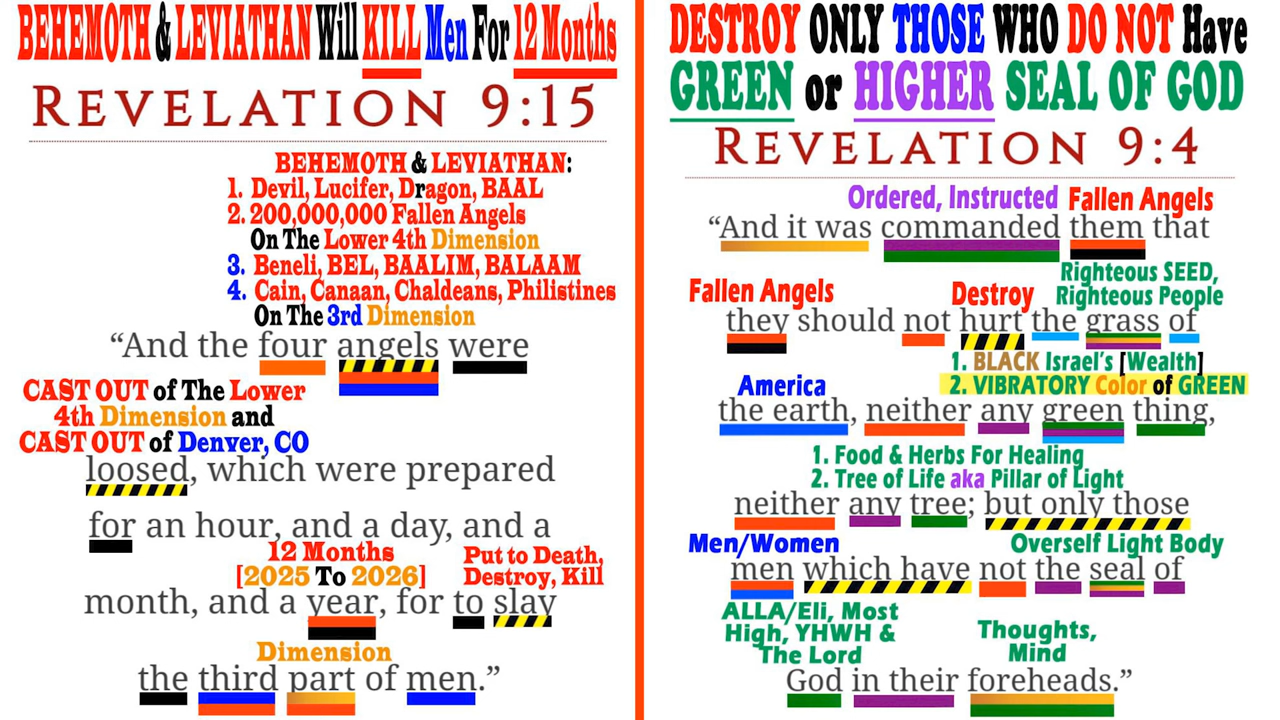 BEHEMOTH & LEVIATHAN Will KILL Men For 12 Months
REVELATION 9:15
BEHEMOTH & LEVIATHAN:
1. Devil, Lucifer, Dragon, BAAL
2. 200,000,000 Fallen Angels
On The Lower 4th Dimension
3. Beneli, BEL, BAALIM, BALAAM
4. Cain, Canaan, Chaldeans, Philistines
On The 3rd Dimension
“And the four angels were
CAST OUT of The Lower
4th Dimension and
CAST OUT of Denver, CO
loosed, which were prepared
for an hour, and a day, and a
12 Months
[2025 To 2026]
Put to Death,
Destroy, Kill
month, and a year, for to slay
Dimension
the third part of men.”
DESTROY ONLY THOSE WHO DO NOT Have
GREEN or HIGHER SEAL OF GOD
REVELATION 9:4
Ordered, Instructed Fallen Angels
“And it was commanded them that
Righteous SEED,
Fallen Angels Destroy Righteous People
they should not hurt the grass of
1. BLACK Israel's [Wealth]
America 2. VIBRATORY Color of GREEN
the earth, neither any green thing,
1. Food & Herbs For Healing
2. Tree of Life aka Pillar of Light
neither any tree; but only those
Men/Women Overself Light Body
men which have not the seal of
ALLA/Eli, Most
High, YHWH &
The Lord
Thoughts,
Mind
God in their foreheads.”